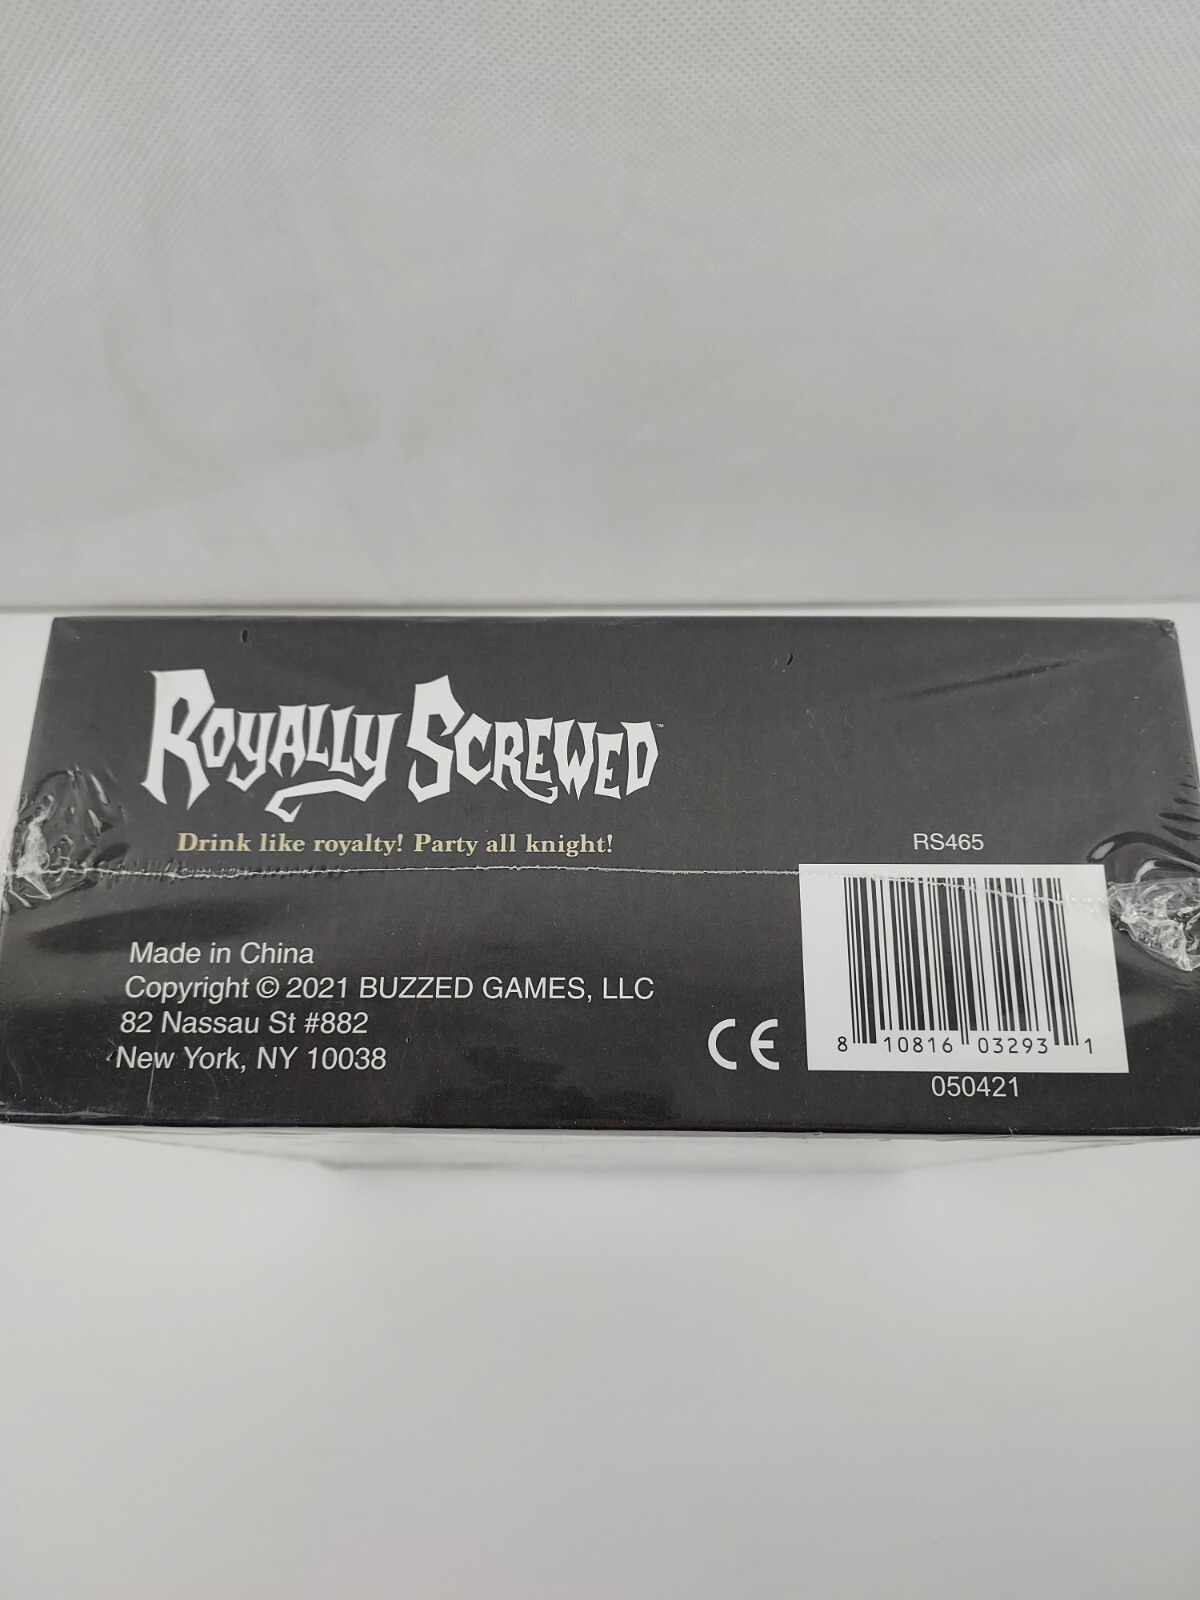 ROYALLY SCREWED™
Drink like royalty! Party all knight!
RS465
Made in China
Copyright © 2021 BUZZED GAMES, LLC
82 Nassau St #882
New York, NY 10038
CE
8 10816 03293 1
050421